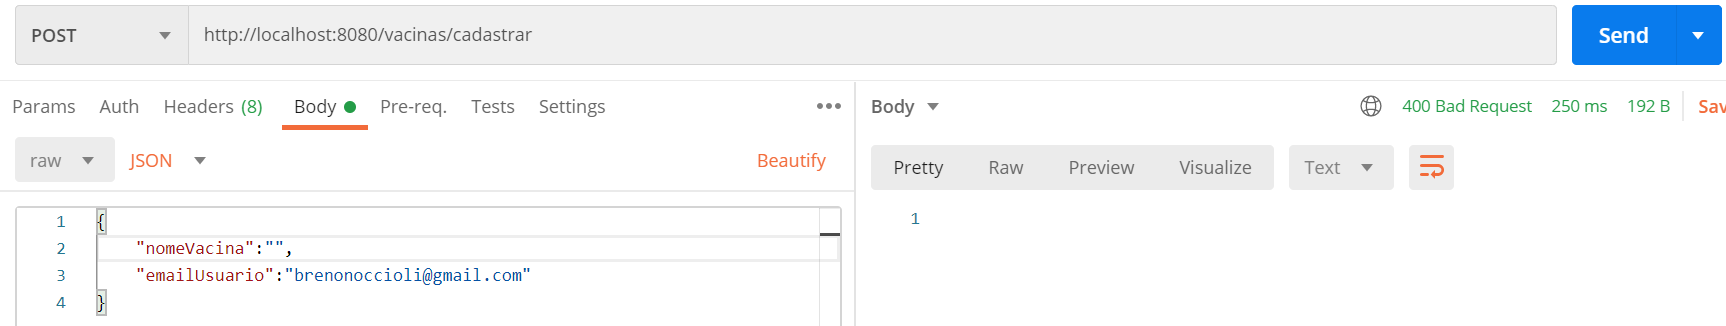 POST http://localhost:8080/vacinas/cadastrar Send
Params Auth Headers (8) Body Pre-req. Tests Settings •••
raw JSON Beautify
1 {
2 "nomeVacina":"",
3 "emailUsuario":"brenonoccioli@gmail.com"
4 }
Body 400 Bad Request 250 ms 192 B Sav
Pretty Raw Preview Visualize Text
1